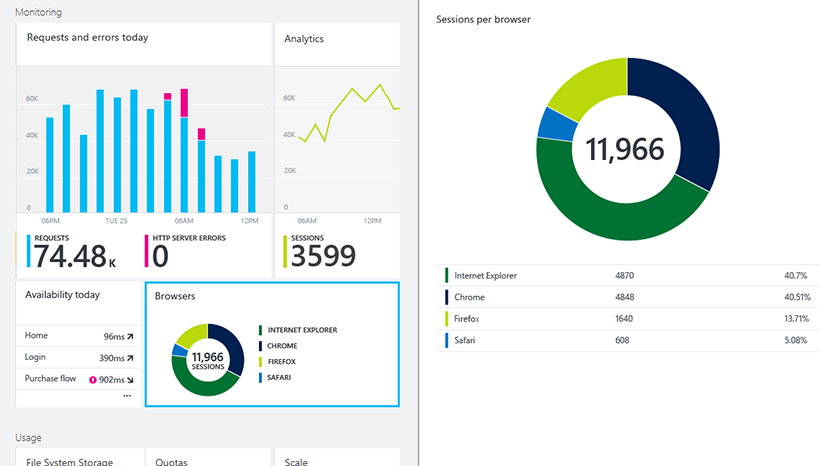 Monitoring
Requests and errors today
60K
40K
20K
0
06PM TUE 25 06AM 12PM
REQUESTS
74.48 K
HTTP SERVER ERRORS
0
Analytics
60K
40K
20K
0
06AM 12PM
SESSIONS
3599
Availability today
Home 96ms
Login 390ms
Purchase flow 902ms
...
Browsers
11,966
SESSIONS
INTERNET EXPLORER
CHROME
FIREFOX
SAFARI
Usage
File System Storage
Quotas
Scale
Sessions per browser
11,966
Internet Explorer 4870 40.7%
Chrome 4848 40.51%
Firefox 1640 13.71%
Safari 608 5.08%